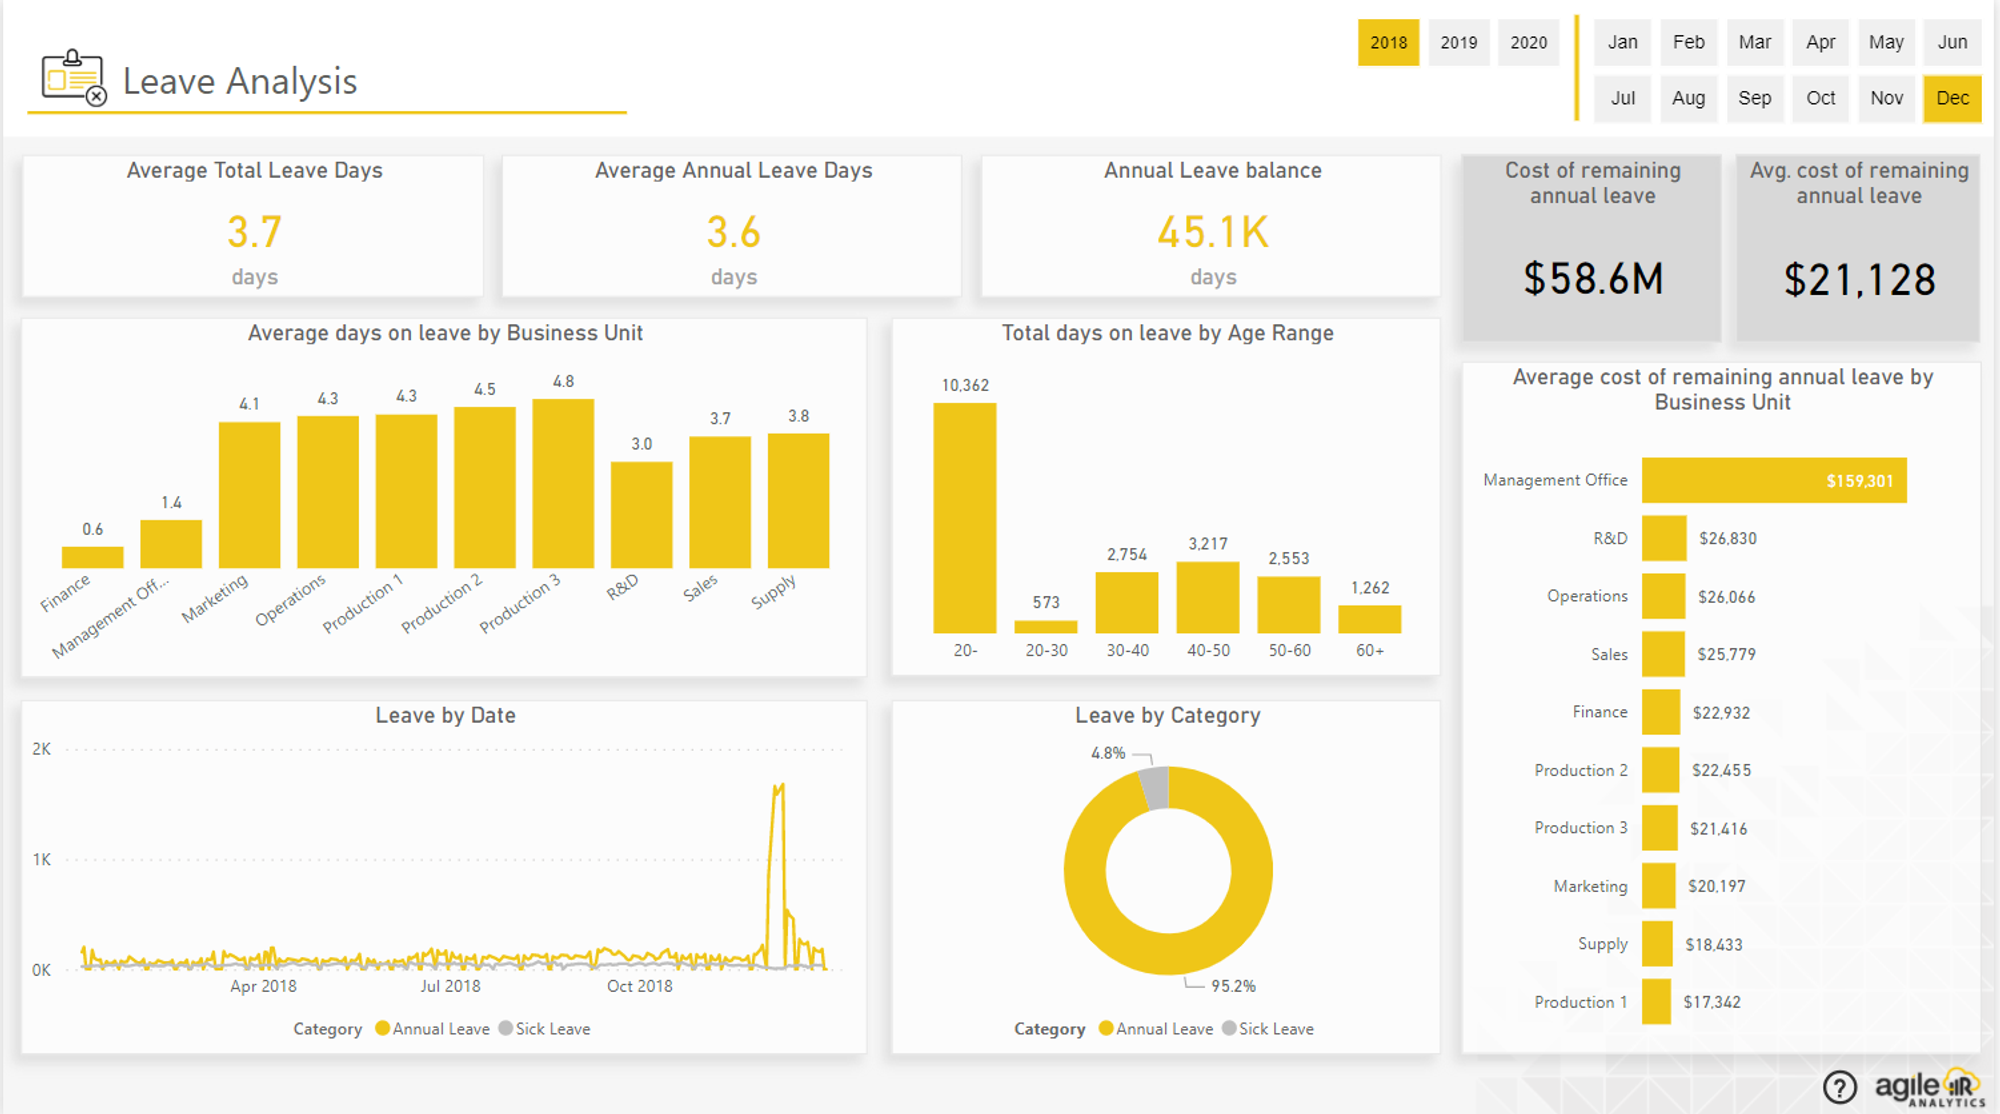 Leave Analysis
2018 2019 2020
Jan Feb Mar Apr May Jun
Jul Aug Sep Oct Nov Dec
Average Total Leave Days
3.7
days
Average Annual Leave Days
3.6
days
Annual Leave balance
45.1K
days
Cost of remaining
annual leave
$58.6M
Avg. cost of remaining
annual leave
$21,128
Average days on leave by Business Unit
0.6
1.4
4.1
4.3
4.3
4.5
4.8
3.0
3.7
3.8
Finance
Management Off...
Marketing
Operations
Production 1
Production 2
Production 3
R&D
Sales
Supply
Total days on leave by Age Range
10,362
573
2,754
3,217
2,553
1,262
20- 20-30 30-40 40-50 50-60 60+
Average cost of remaining annual leave by
Business Unit
Management Office $159,301
R&D $26,830
Operations $26,066
Sales $25,779
Finance $22,932
Production 2 $22,455
Production 3 $21,416
Marketing $20,197
Supply $18,433
Production 1 $17,342
Leave by Date
2K
1K
0K
Apr 2018 Jul 2018 Oct 2018
Category Annual Leave Sick Leave
Leave by Category
4.8%
95.2%
Category Annual Leave Sick Leave
?
agile R
ANALYTICS